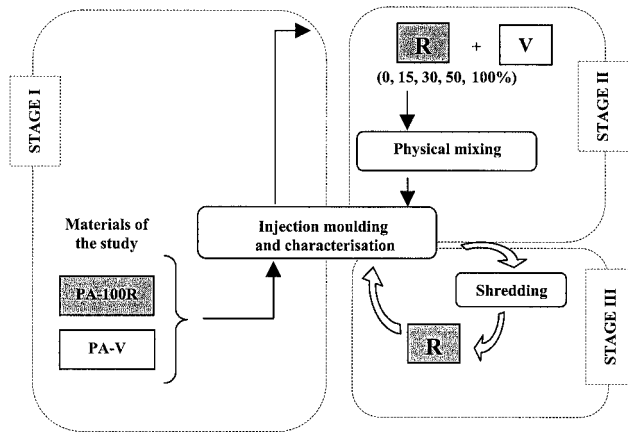 STAGE I
Materials of
the study
PA-100R
PA-V
Injection moulding
and characterisation
R + V
(0, 15, 30, 50, 100%)
Physical mixing
STAGE II
Shredding
R
STAGE III